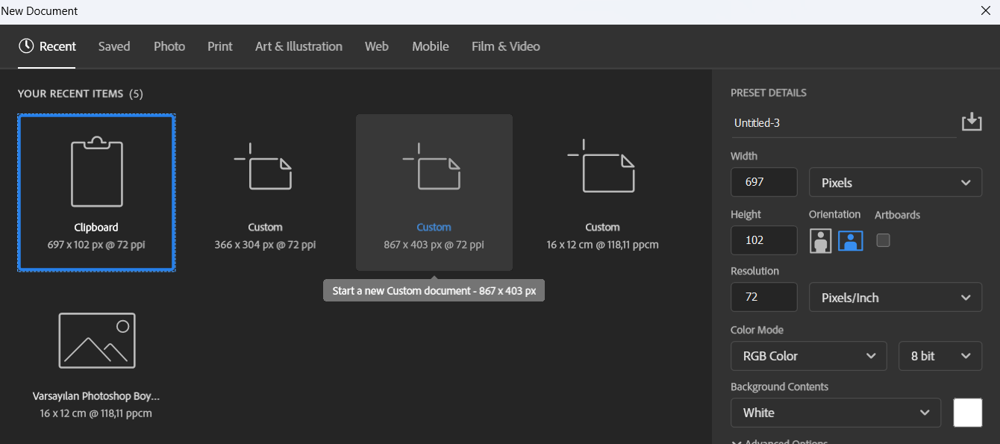 New Document
Recent Saved Photo Print Art & Illustration Web Mobile Film & Video
YOUR RECENT ITEMS (5)
Clipboard
697 x 102 px @ 72 ppi
Custom
366 x 304 px @ 72 ppi
Custom
867 x 403 px @ 72 ppi
Custom
16 x 12 cm @ 118,11 ppcm
Start a new Custom document - 867 x 403 px
Varsayılan Photoshop Boy...
16 x 12 cm @ 118,11 ppcm
PRESET DETAILS
Untitled-3
Width
697 Pixels
Height Orientation Artboards
102
Resolution
72 Pixels/Inch
Color Mode
RGB Color 8 bit
Background Contents
White
Advanced Options